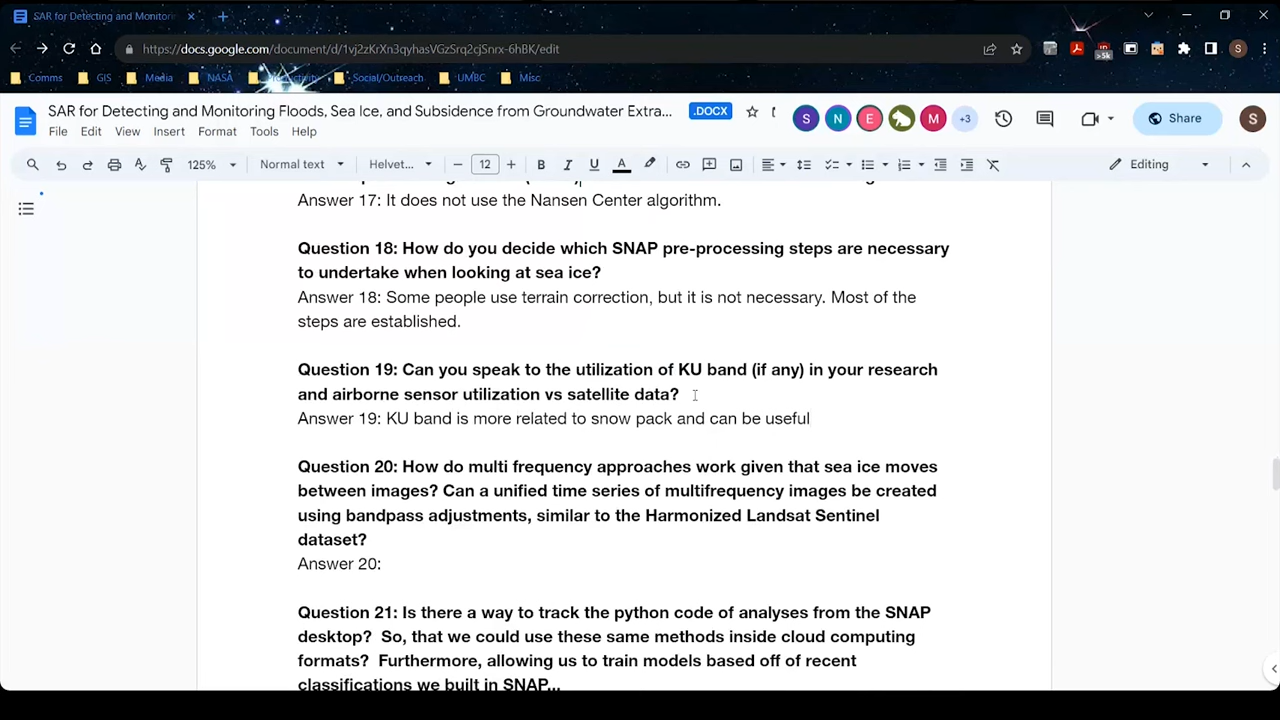 SAR for Detecting and Monitorin
https://docs.google.com/document/d/1vj2zKrXn3qyhasVGzSrq2cjSnrx-6hBK/edit
>5k
S
Comms
GIS
Media
NASA
Productivity
Social/Outreach
UMBC
Misc
SAR for Detecting and Monitoring Floods, Sea Ice, and Subsidence from Groundwater Extra...
.DOCX
S
N
E
M
+3
Share
S
File
Edit
View
Insert
Format
Tools
Help
125%
Normal text
Helvet...
12
B
I
U
A
Editing
Answer 17: It does not use the Nansen Center algorithm.
Question 18: How do you decide which SNAP pre-processing steps are necessary
to undertake when looking at sea ice?
Answer 18: Some people use terrain correction, but it is not necessary. Most of the
steps are established.
Question 19: Can you speak to the utilization of KU band (if any) in your research
and airborne sensor utilization vs satellite data?
Answer 19: KU band is more related to snow pack and can be useful
Question 20: How do multi frequency approaches work given that sea ice moves
between images? Can a unified time series of multifrequency images be created
using bandpass adjustments, similar to the Harmonized Landsat Sentinel
dataset?
Answer 20:
Question 21: Is there a way to track the python code of analyses from the SNAP
desktop?  So, that we could use these same methods inside cloud computing
formats?  Furthermore, allowing us to train models based off of recent
classifications we built in SNAP...